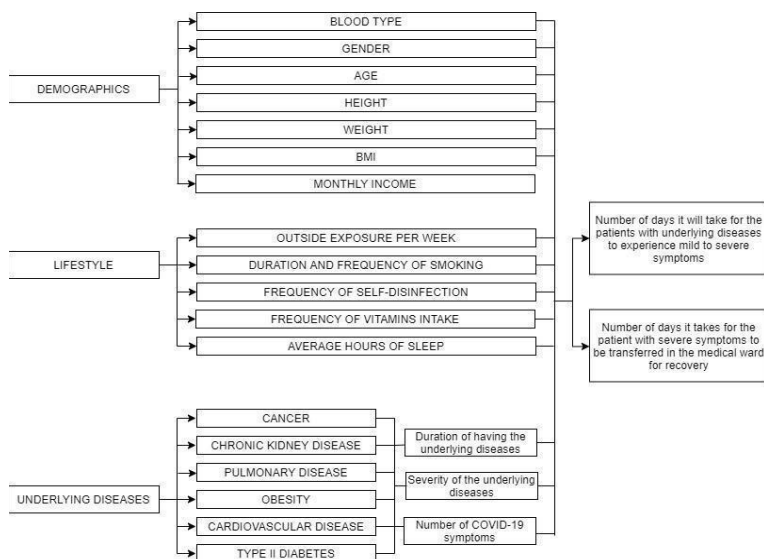 DEMOGRAPHICS
BLOOD TYPE
GENDER
AGE
HEIGHT
WEIGHT
BMI
MONTHLY INCOME
LIFESTYLE
OUTSIDE EXPOSURE PER WEEK
DURATION AND FREQUENCY OF SMOKING
FREQUENCY OF SELF-DISINFECTION
FREQUENCY OF VITAMINS INTAKE
AVERAGE HOURS OF SLEEP
UNDERLYING DISEASES
CANCER
CHRONIC KIDNEY DISEASE
PULMONARY DISEASE
OBESITY
CARDIOVASCULAR DISEASE
TYPE II DIABETES
Duration of having the
underlying diseases
Severity of the underlying
diseases
Number of COVID-19
symptoms
Number of days it will take for the
patients with underlying diseases
to experience mild to severe
symptoms
Number of days it takes for the
patient with severe symptoms to
be transferred in the medical ward
for recovery